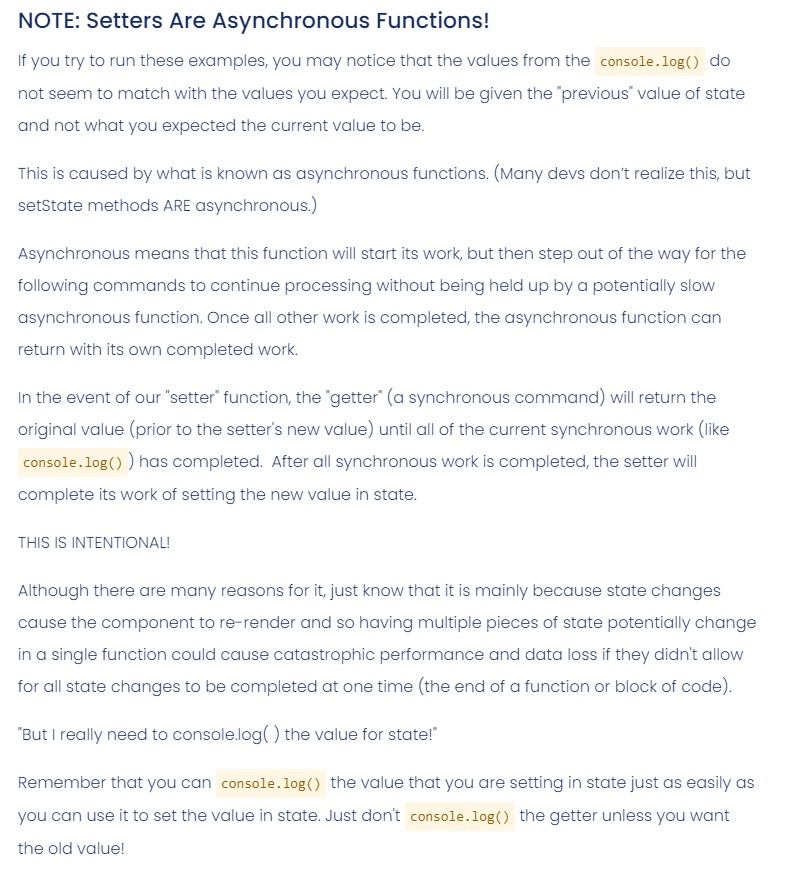 NOTE: Setters Are Asynchronous Functions!
If you try to run these examples, you may notice that the values from the console.log() do
not seem to match with the values you expect. You will be given the "previous" value of state
and not what you expected the current value to be.
This is caused by what is known as asynchronous functions. (Many devs don't realize this, but
setState methods ARE asynchronous.)
Asynchronous means that this function will start its work, but then step out of the way for the
following commands to continue processing without being held up by a potentially slow
asynchronous function. Once all other work is completed, the asynchronous function can
return with its own completed work.
In the event of our "setter" function, the "getter" (a synchronous command) will return the
original value (prior to the setter's new value) until all of the current synchronous work (like
console.log() ) has completed. After all synchronous work is completed, the setter will
complete its work of setting the new value in state.
THIS IS INTENTIONAL!
Although there are many reasons for it, just know that it is mainly because state changes
cause the component to re-render and so having multiple pieces of state potentially change
in a single function could cause catastrophic performance and data loss if they didn't allow
for all state changes to be completed at one time (the end of a function or block of code).
"But I really need to console.log( ) the value for state!"
Remember that you can console.log() the value that you are setting in state just as easily as
you can use it to set the value in state. Just don't console.log() the getter unless you want
the old value!